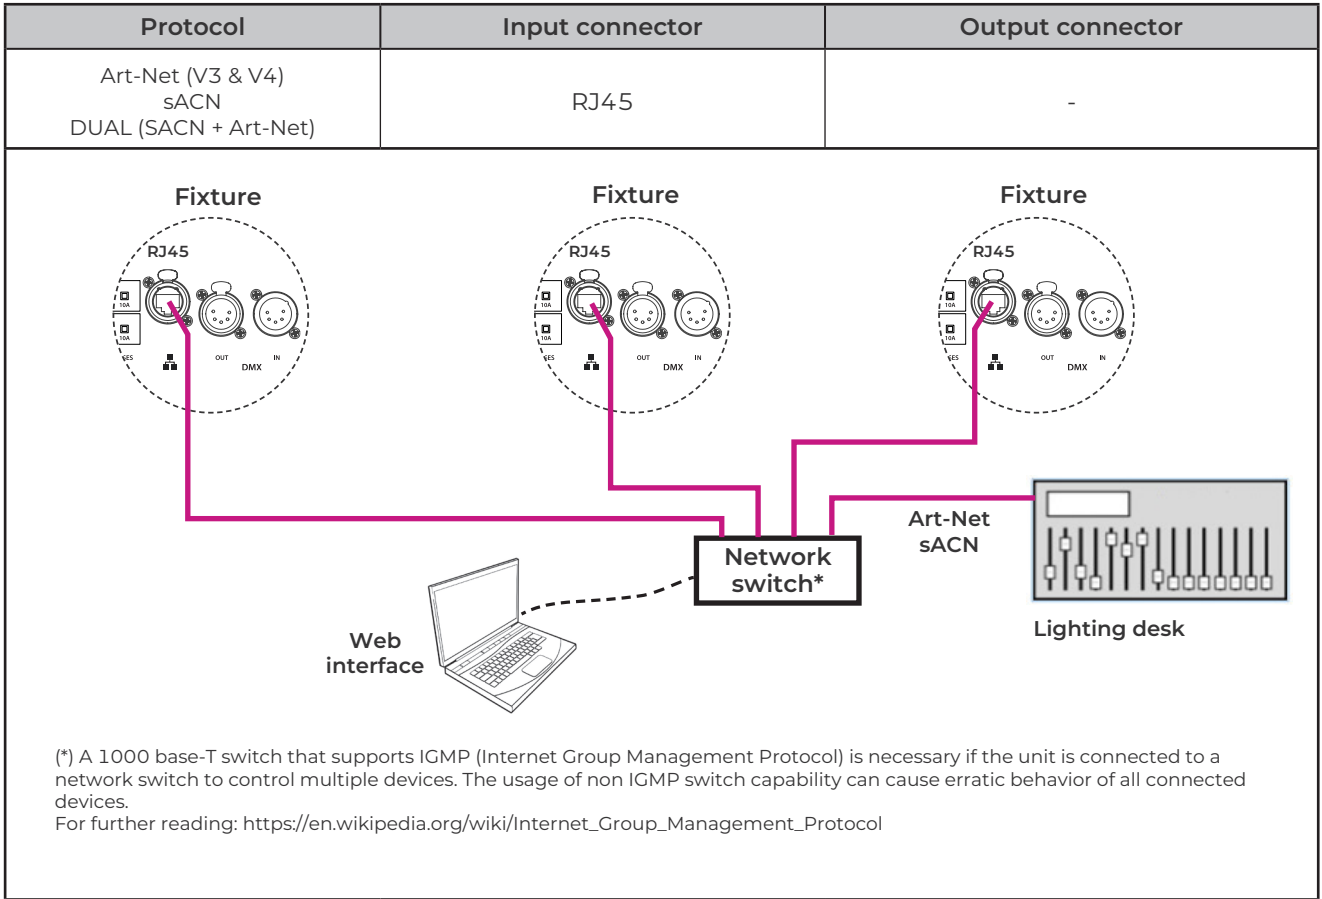 Protocol
Input connector
Output connector
Art-Net (V3 & V4)
sACN
DUAL (SACN + Art-Net)
RJ45
-
Fixture
RJ45
10A
10A
SES
OUT
IN
DMX
Fixture
RJ45
10A
10A
SES
OUT
IN
DMX
Fixture
RJ45
10A
10A
SES
OUT
IN
DMX
Art-Net
sACN
Network
switch*
Web
interface
Lighting desk
(*) A 1000 base-T switch that supports IGMP (Internet Group Management Protocol) is necessary if the unit is connected to a
network switch to control multiple devices. The usage of non IGMP switch capability can cause erratic behavior of all connected
devices.
For further reading: https://en.wikipedia.org/wiki/Internet_Group_Management_Protocol